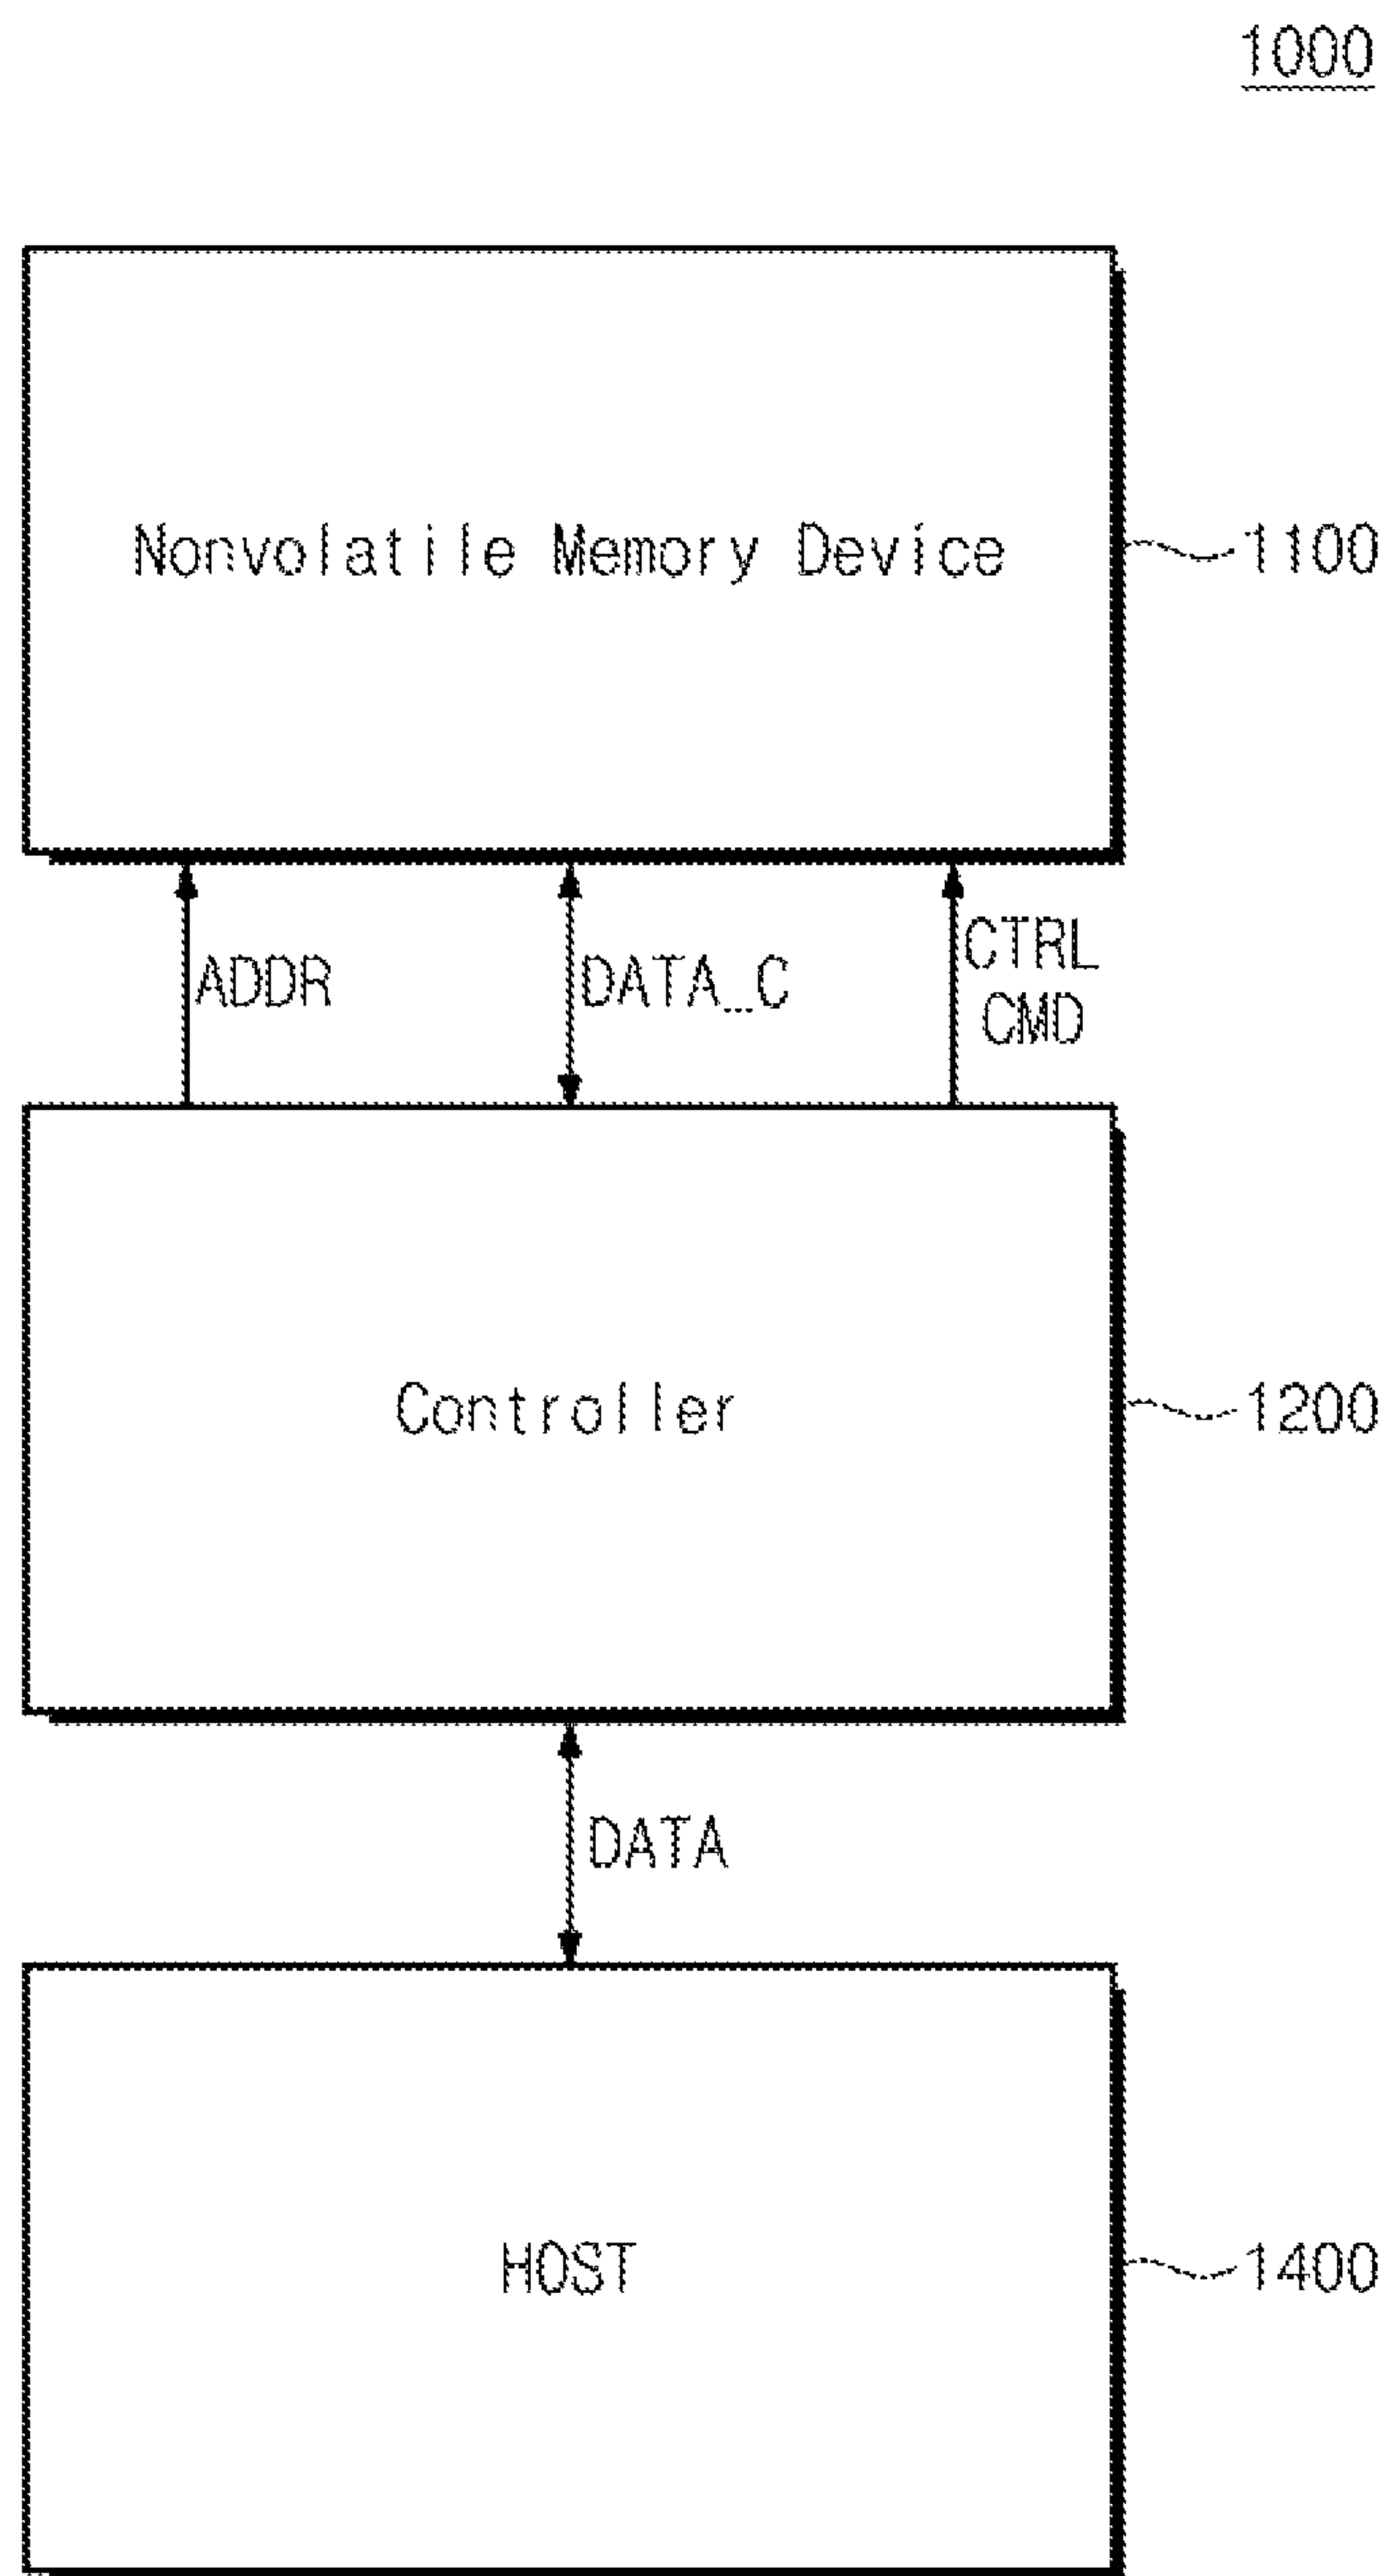 1000
Nonvolatile Memory Device
1100
ADDR
DATA_C
CTRL
CMD
Controller
1200
DATA
HOST
1400